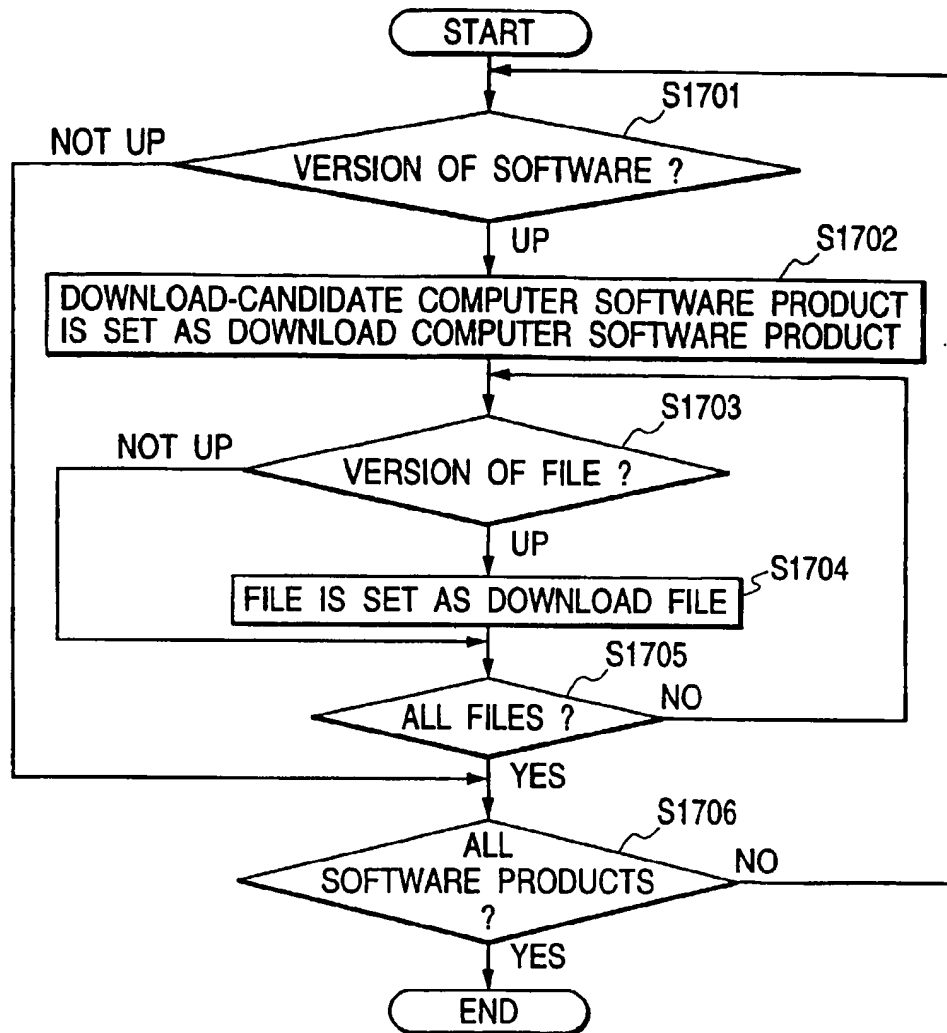 START
S1701
NOT UP
VERSION OF SOFTWARE ?
UP
S1702
DOWNLOAD-CANDIDATE COMPUTER SOFTWARE PRODUCT
IS SET AS DOWNLOAD COMPUTER SOFTWARE PRODUCT
S1703
NOT UP
VERSION OF FILE ?
UP
S1704
FILE IS SET AS DOWNLOAD FILE
S1705
ALL FILES ?
NO
YES
S1706
ALL
SOFTWARE PRODUCTS
?
NO
YES
END